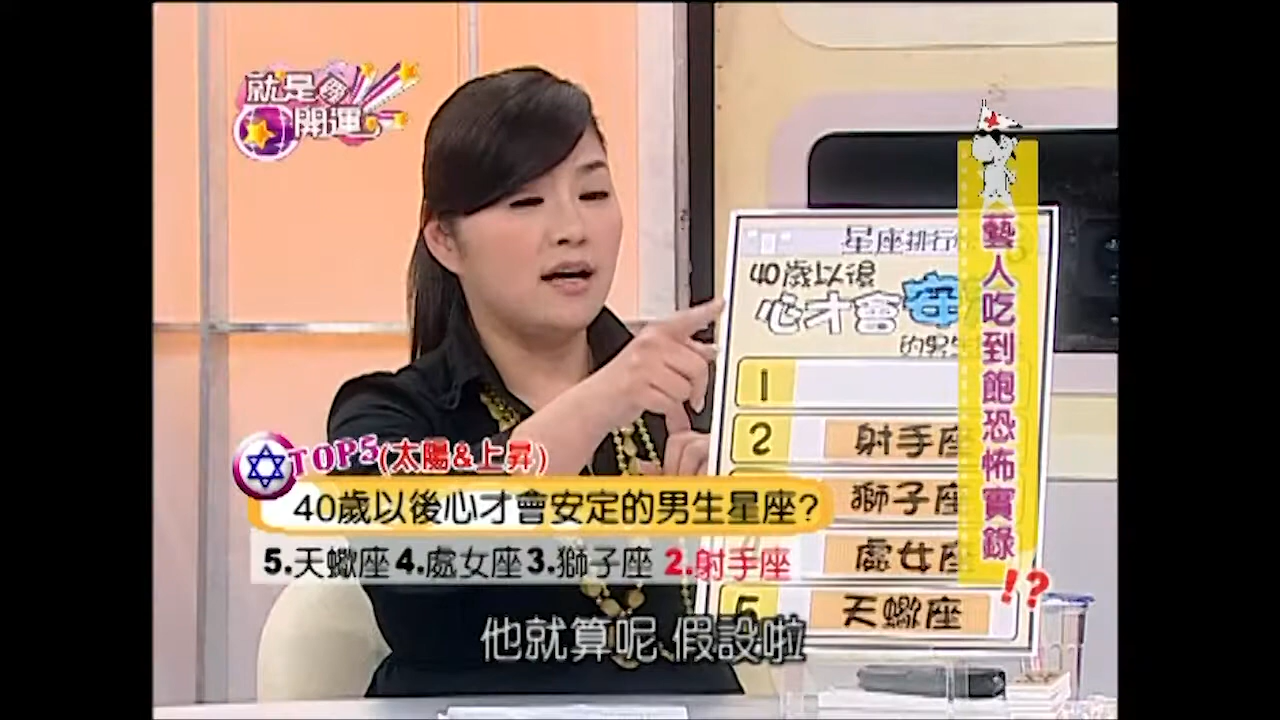 就是
開運
星座排行
40歲以後
心才會安
的男生
1
2 射手座
獅子座
處女座
5 天蠍座
藝人吃到飽恐怖實錄!?
TOP5(太陽&上昇)
40歲以後心才會安定的男生星座?
5.天蠍座4.處女座3.獅子座 2.射手座
他就算呢 假設啦